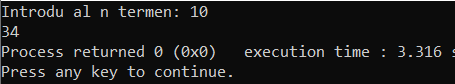 Introdu al n termen: 10
34
Process returned 0 (0x0)   execution time : 3.316 s
Press any key to continue.